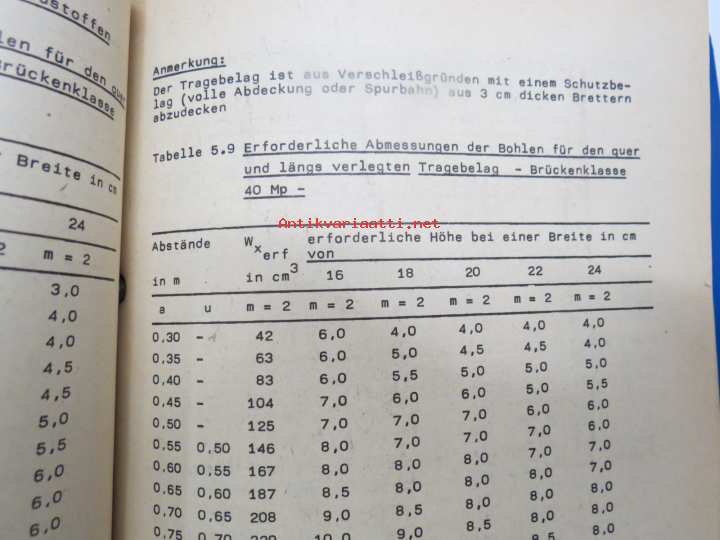 ustoffen
len für den quer
Brückenklasse
Breite in cm
24
2 m = 2
3,0
4,0
4,0
4,5
4,5
5,0
5,5
6,0
6,0
6,0
Anmerkung:
Der Tragebelag ist aus Verschleißgründen mit einem Schutzbe-
lag (volle Abdeckung oder Spurbahn) aus 3 cm dicken Brettern
abzudecken
Tabelle 5.9 Erforderliche Abmessungen der Bohlen für den quer
und längs verlegten Tragebelag - Brückenklasse
40 Mp -
Antikvariaatti.net
Abstände W x erf erforderliche Höhe bei einer Breite in cm
von
in m in cm³ 16 18 20 22 24
a u m = 2 m = 2 m = 2 m = 2 m = 2 m = 2
0,30 - 42 6,0 4,0 4,0 4,0 4,0
0,35 - 63 6,0 5,0 4,5 4,5 4,0
0,40 - 83 6,0 5,5 5,0 5,0 5,0
0,45 - 104 7,0 6,0 6,0 5,0 5,5
0,50 - 125 7,0 7,0 7,0 6,0 6,0
0,55 0,50 146 8,0 7,0 7,0 7,0 6,0
0,60 0,55 167 8,0 8,0 8,0 7,0 7,0
0,65 0,60 187 8,5 8,0 8,0 8,0 7,0
0,70 0,65 208 9,0 8,5 8,0 8,0 8,0
0,75 0,70 229 10,0 9,0 8,5 8,5 8,0